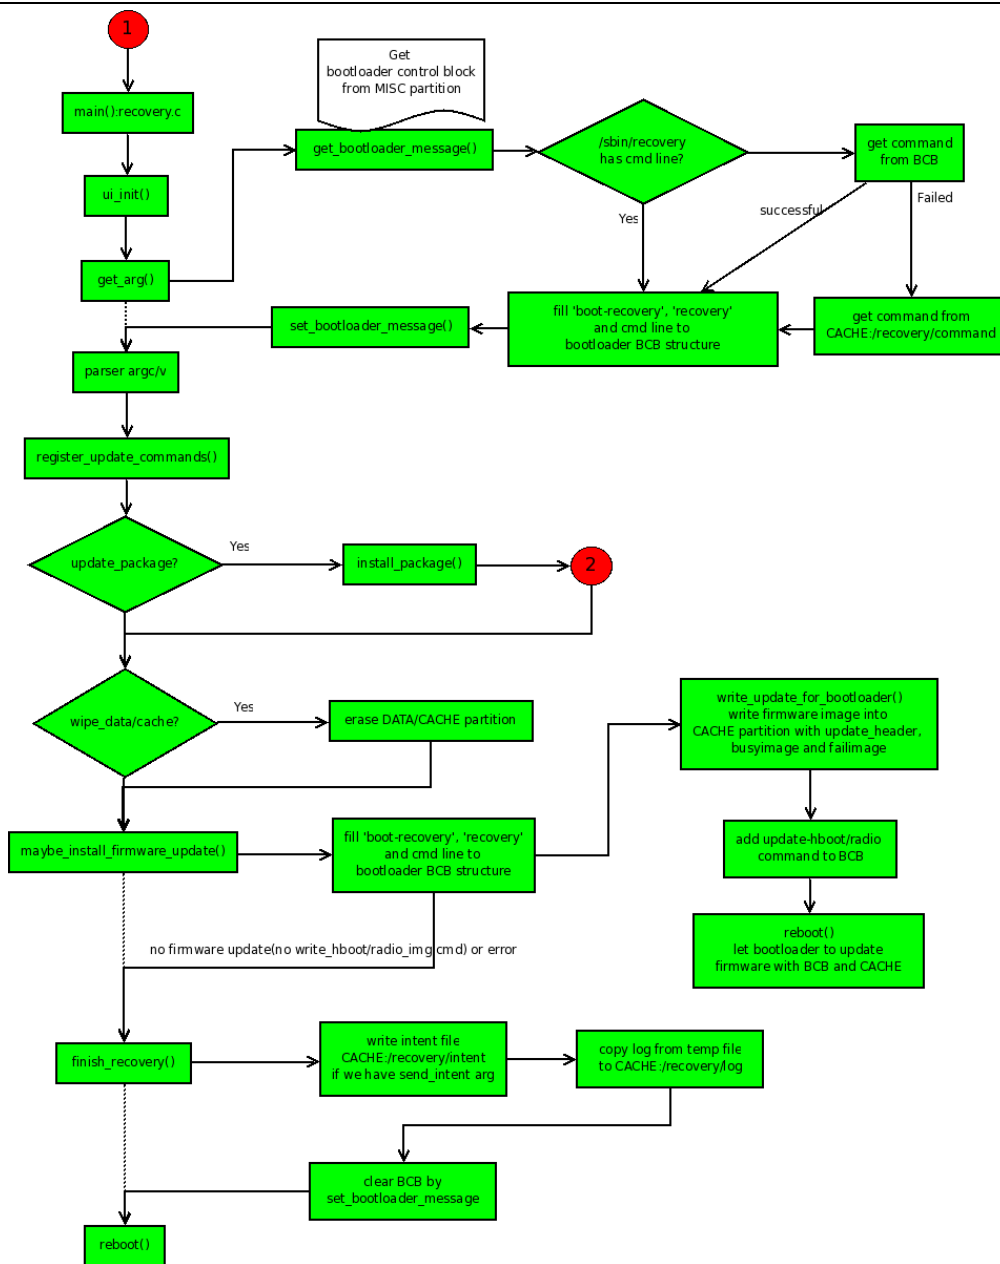 1
Get
bootloader control block
from MISC partition
main():recovery.c
get_bootloader_message()
/sbin/recovery
has cmd line?
get command
from BCB
ui_init()
Yes
successful
Failed
get_arg()
set_bootloader_message()
fill 'boot-recovery', 'recovery'
and cmd line to
bootloader BCB structure
get command from
CACHE:/recovery/command
parser argc/v
register_update_commands()
update_package?
Yes
install_package()
2
wipe_data/cache?
Yes
erase DATA/CACHE partition
write_update_for_bootloader()
write firmware image into
CACHE partition with update_header,
busyimage and failimage
maybe_install_firmware_update()
fill 'boot-recovery', 'recovery'
and cmd line to
bootloader BCB structure
add update-hboot/radio
command to BCB
no firmware update(no write_hboot/radio_img cmd) or error
reboot()
let bootloader to update
firmware with BCB and CACHE
finish_recovery()
write intent file
CACHE:/recovery/intent
if we have send_intent arg
copy log from temp file
to CACHE:/recovery/log
clear BCB by
set_bootloader_message
reboot()